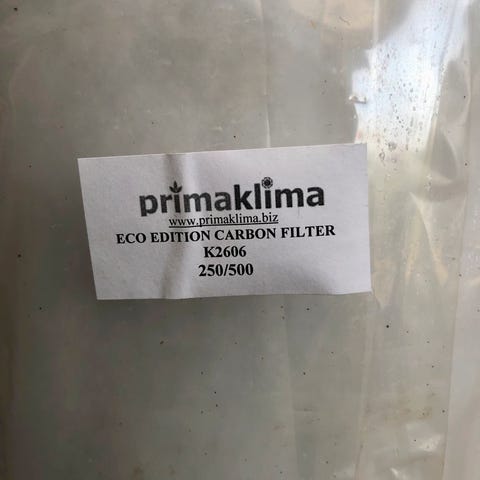 primaklima
www.primaklima.biz
ECO EDITION CARBON FILTER
K2606
250/500